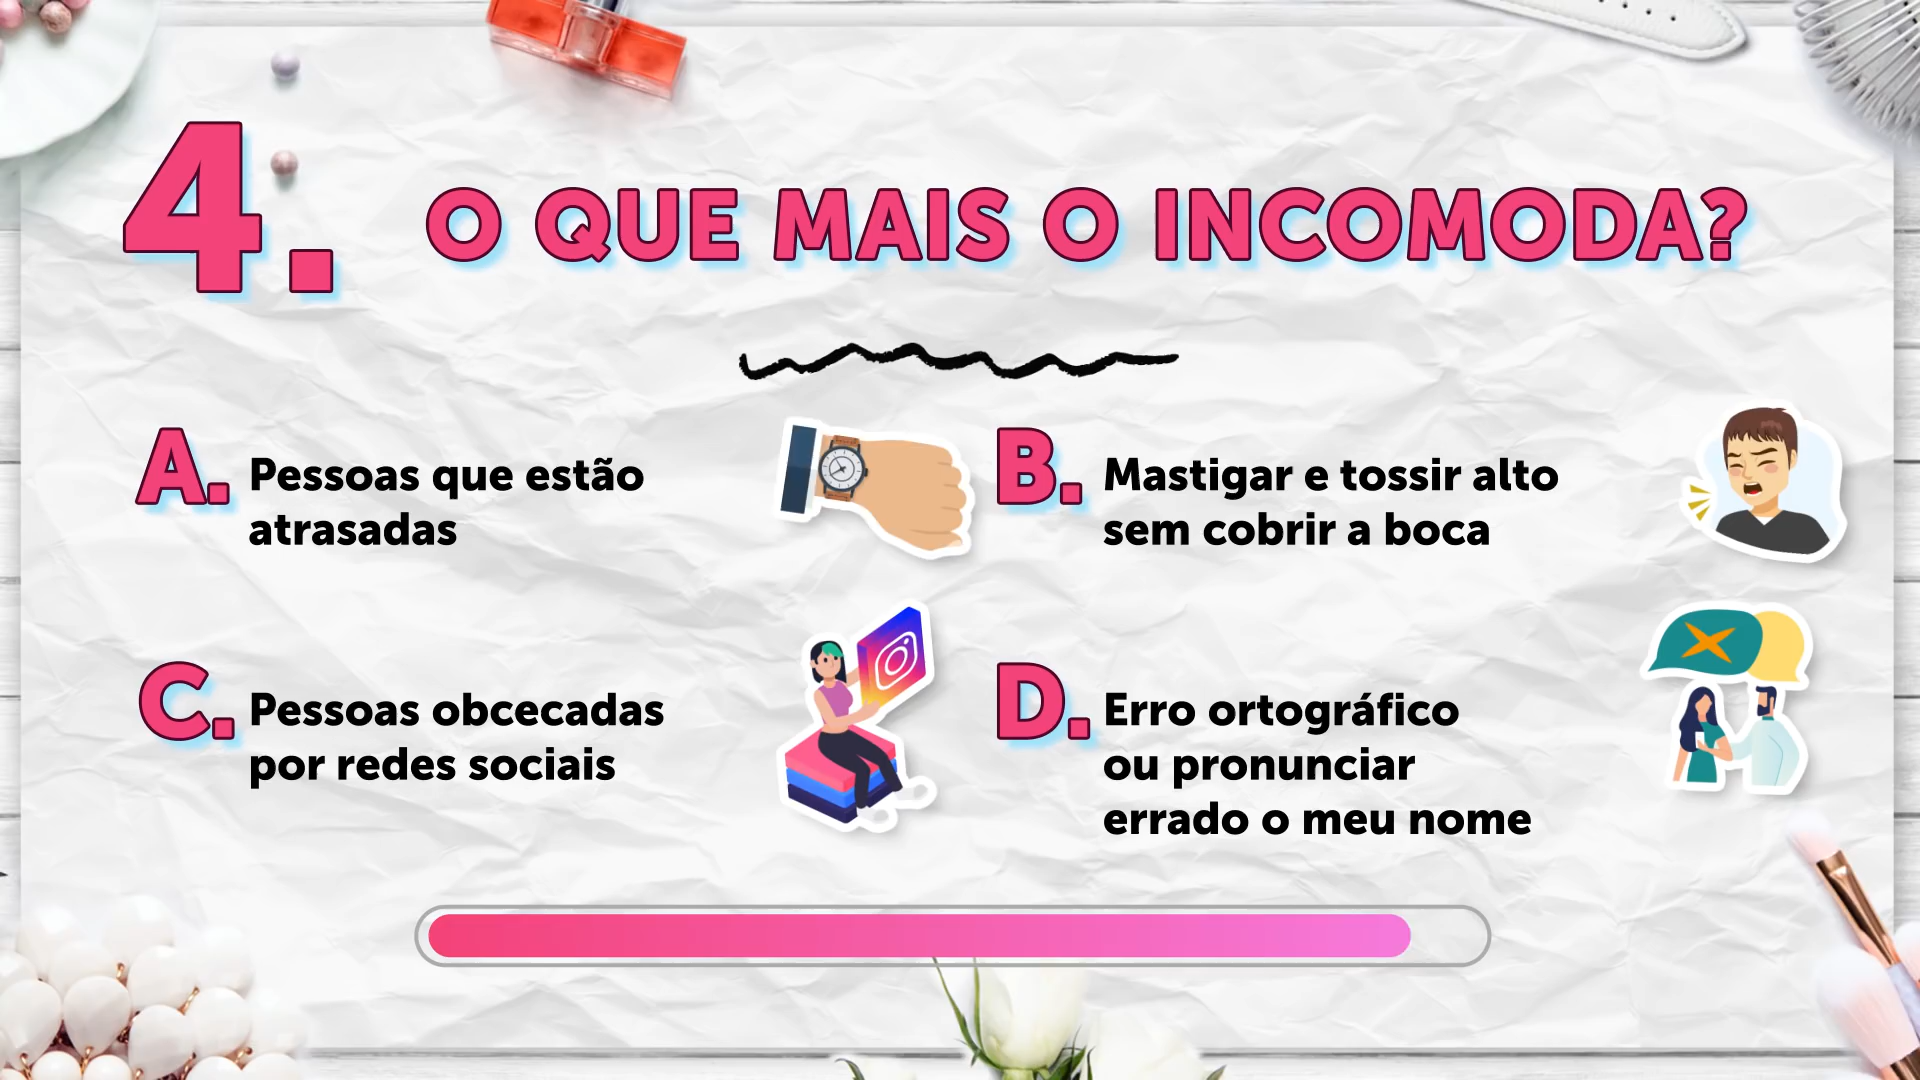 4. O QUE MAIS O INCOMODA?
A. Pessoas que estão
atrasadas
B. Mastigar e tossir alto
sem cobrir a boca
C. Pessoas obcecadas
por redes sociais
D. Erro ortográfico
ou pronunciar
errado o meu nome